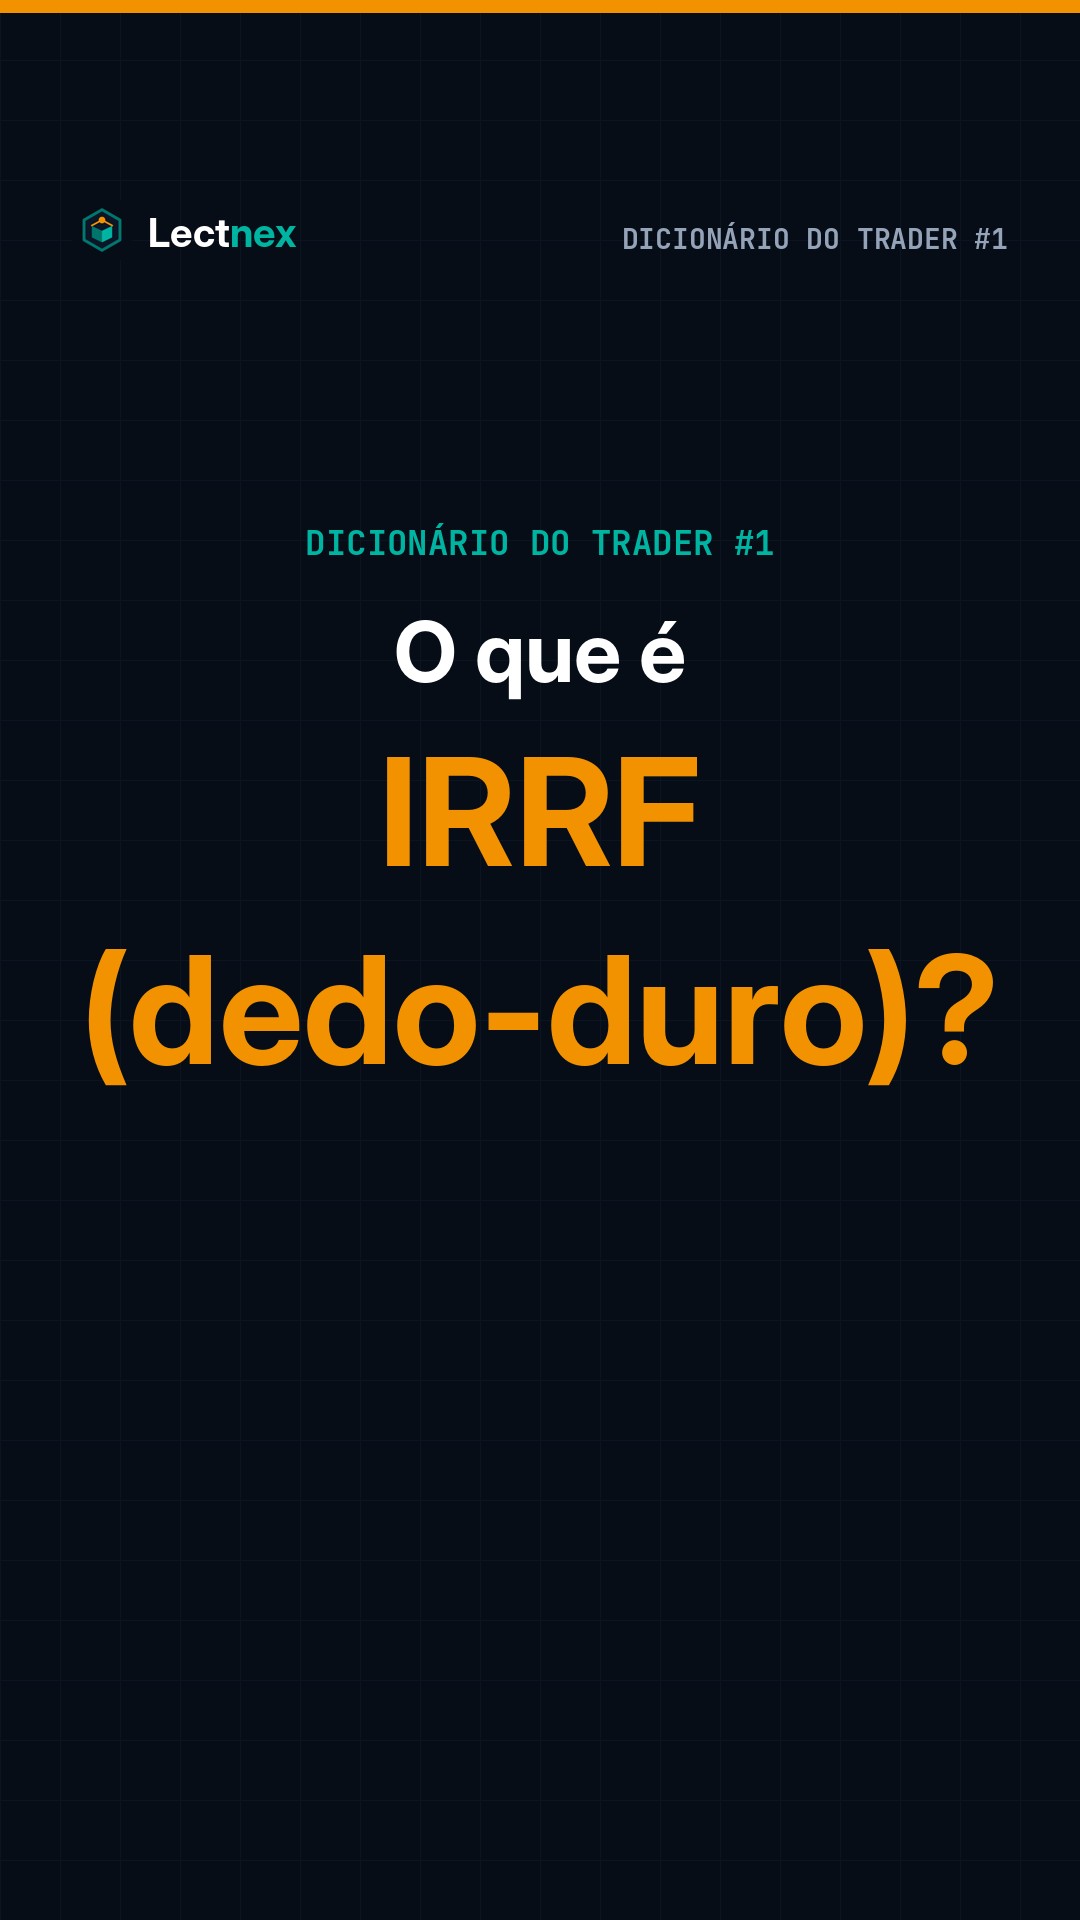 Lectnex
DICIONÁRIO DO TRADER #1
DICIONÁRIO DO TRADER #1
O que é
IRRF
(dedo-duro)?